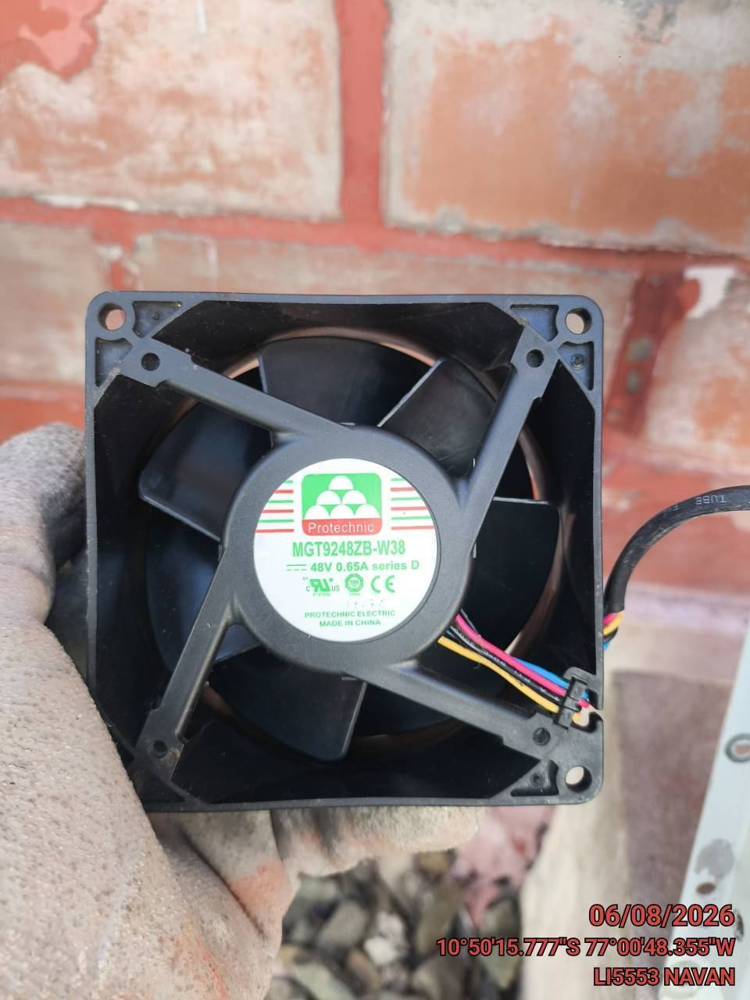 Protechnic
MGT9248ZB-W38
48V 0.65A series D
c US
CE
PROTECHNIC ELECTRIC
MADE IN CHINA
TUBE
06/08/2026
10°50'15.777"S 77°00'48.355"W
LI5553 NAVAN